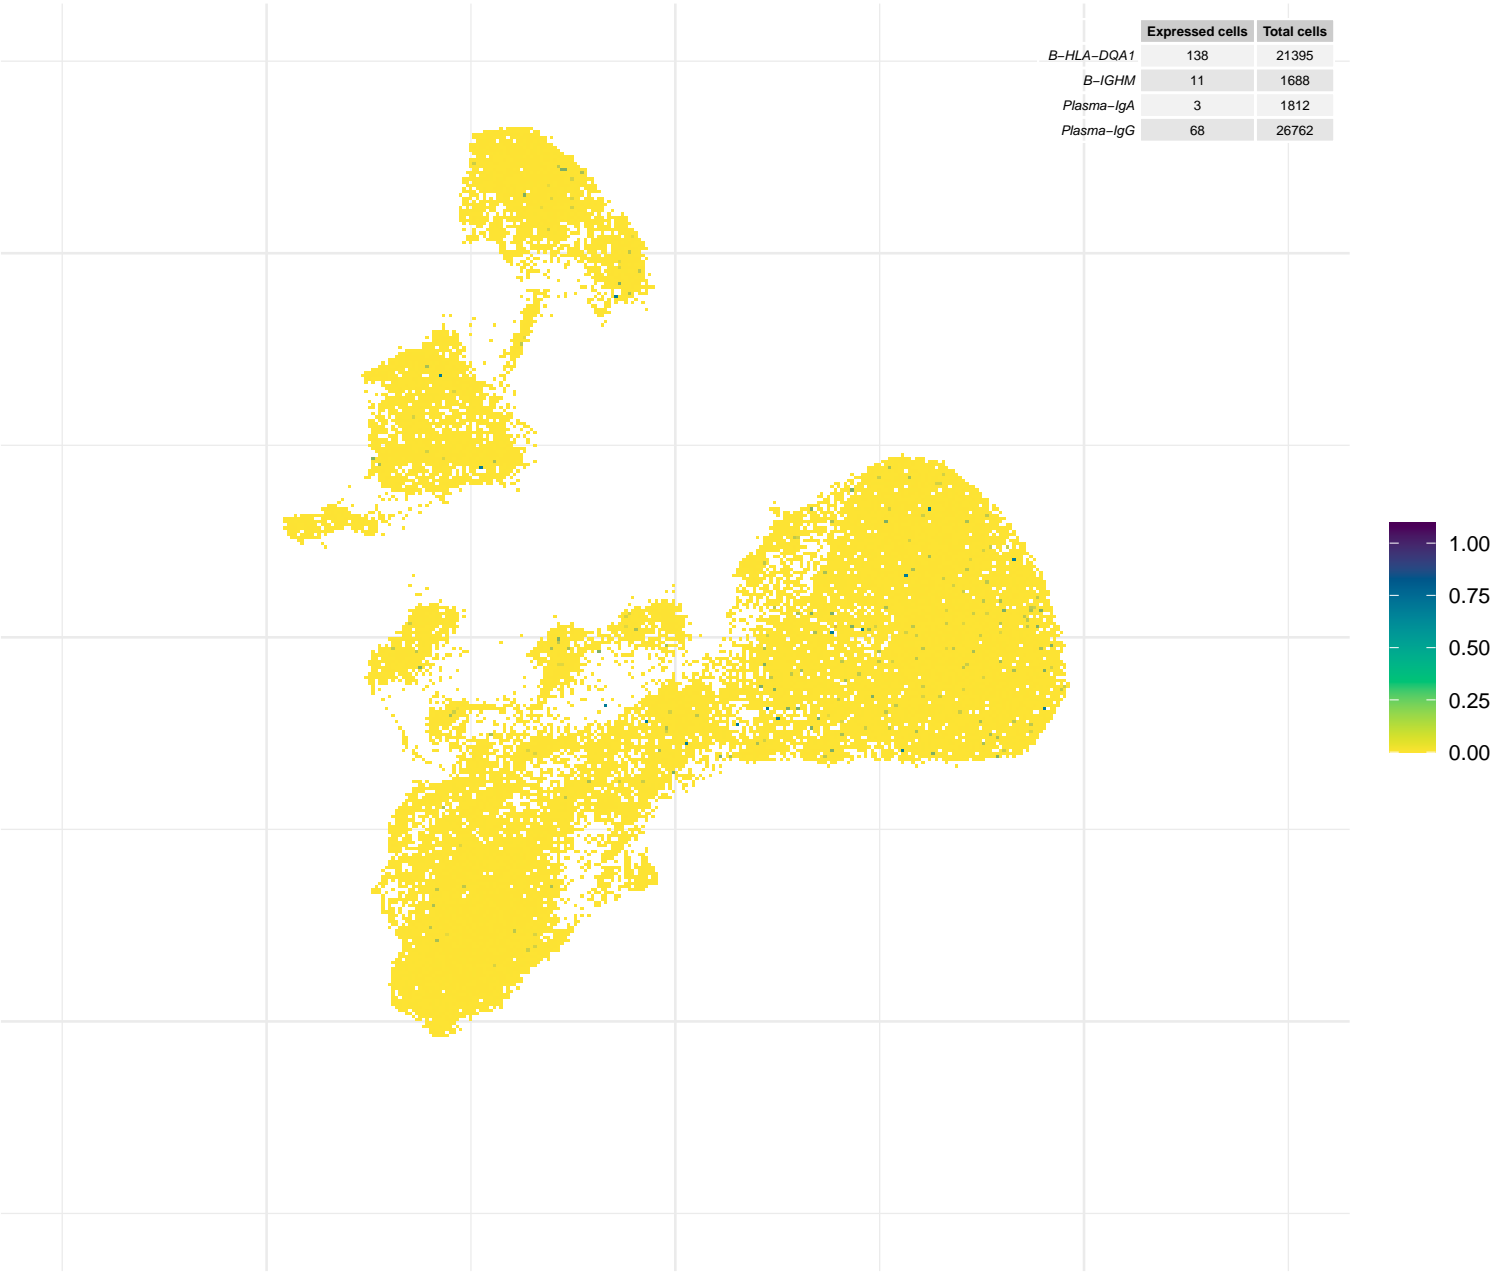 Expressed cells Total cells
B−HLA−DQA1 138 21395
B−IGHM 11 1688
Plasma−IgA 3 1812
Plasma−IgG 68 26762
1.00
0.75
0.50
0.25
0.00